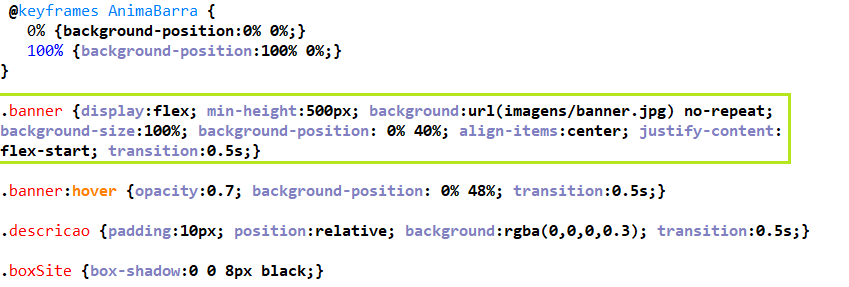 @keyframes AnimaBarra {
0% {background-position:0% 0%;}
100% {background-position:100% 0%;}
}
.banner {display:flex; min-height:500px; background:url(imagens/banner.jpg) no-repeat;
background-size:100%; background-position: 0% 40%; align-items:center; justify-content:
flex-start; transition:0.5s;}
.banner:hover {opacity:0.7; background-position: 0% 48%; transition:0.5s;}
.descricao {padding:10px; position:relative; background:rgba(0,0,0,0.3); transition:0.5s;}
.boxSite {box-shadow:0 0 8px black;}